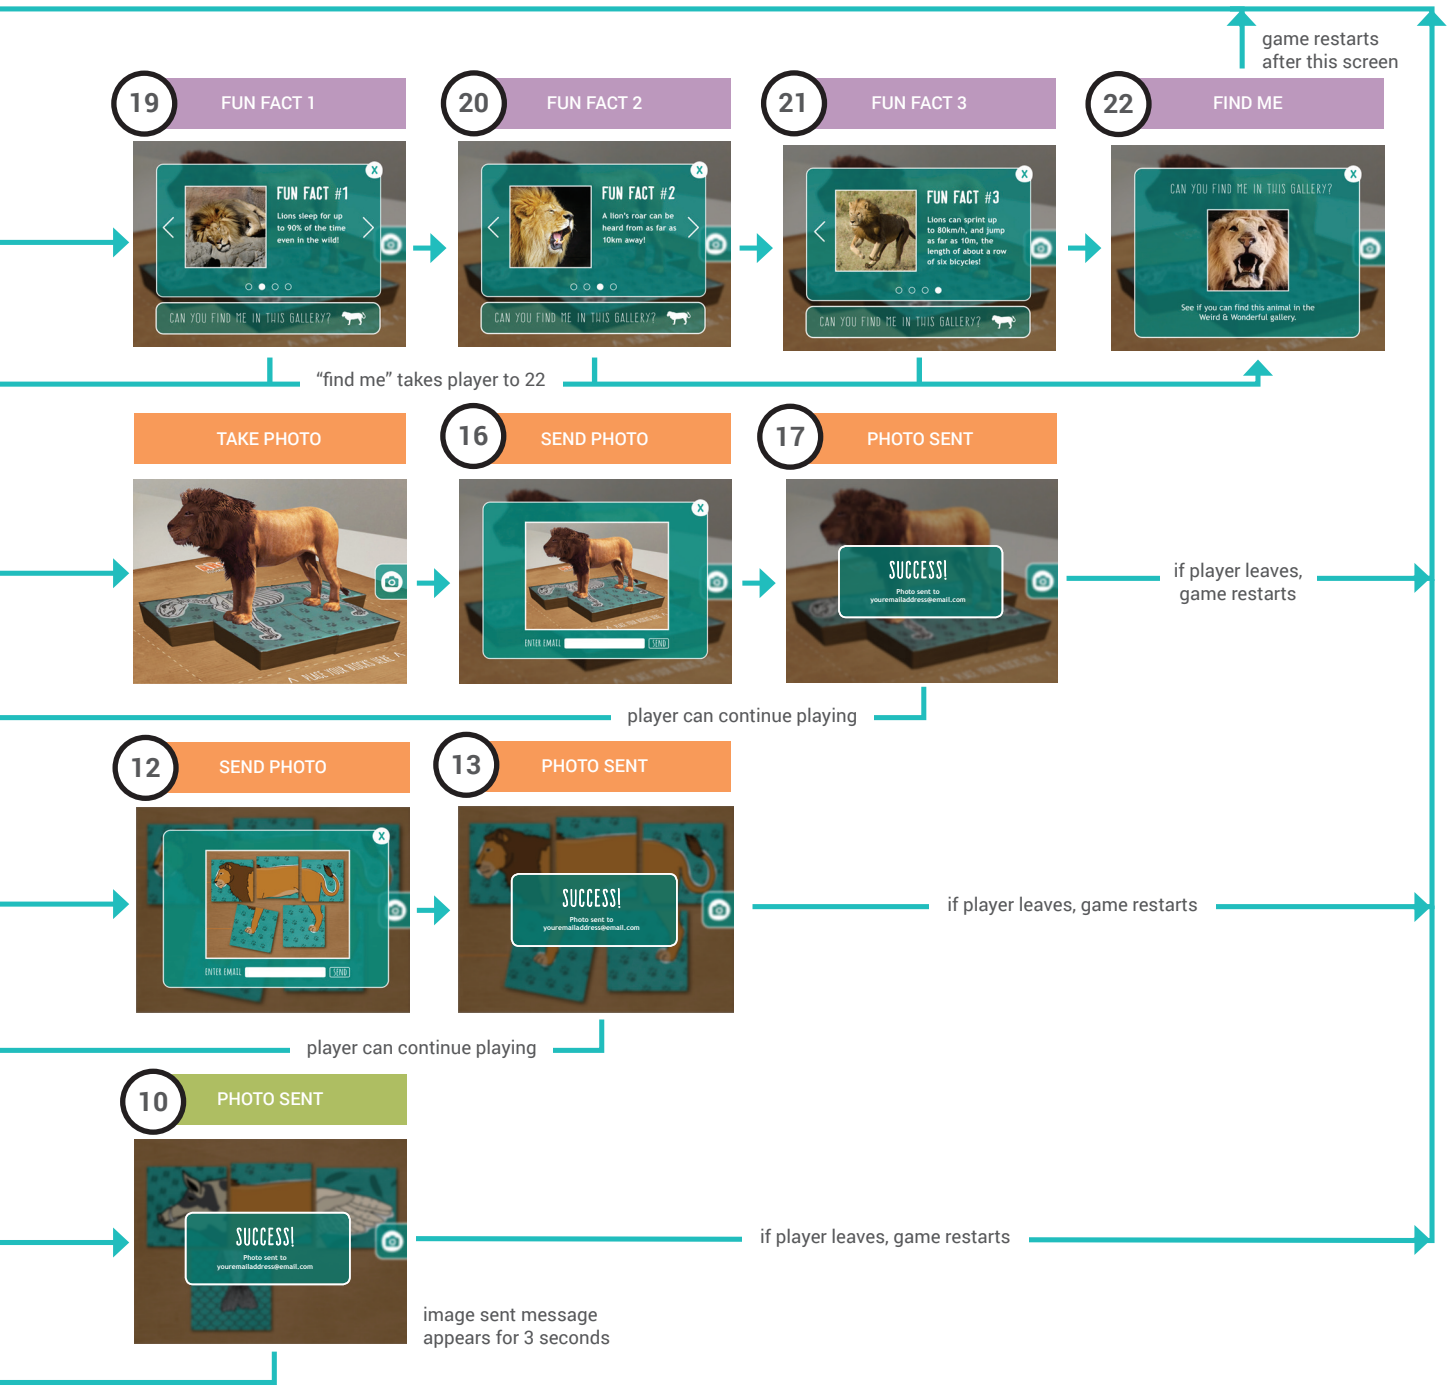 game restarts
after this screen
19
FUN FACT 1
20
FUN FACT 2
21
FUN FACT 3
22
FIND ME
X
FUN FACT #1
Lions sleep for up
to 90% of the time
even in the wild!
CAN YOU FIND ME IN THIS GALLERY?
X
FUN FACT #2
A lion's roar can be
heard from as far as
10km away!
CAN YOU FIND ME IN THIS GALLERY?
X
FUN FACT #3
Lions can sprint up
to 80km/h, and jump
as far as 10m, the
length of about a row
of six bicycles!
CAN YOU FIND ME IN THIS GALLERY?
X
CAN YOU FIND ME IN THIS GALLERY?
See if you can find this animal in the
Weird & Wonderful gallery.
"find me" takes player to 22
TAKE PHOTO
16
SEND PHOTO
17
PHOTO SENT
PLACE YOUR BLOCKS HERE
X
ENTER EMAIL
SEND
SUCCESS!
Photo sent to
youremailaddress@email.com
if player leaves,
game restarts
player can continue playing
12
SEND PHOTO
13
PHOTO SENT
X
ENTER EMAIL
SEND
SUCCESS!
Photo sent to
youremailaddress@email.com
if player leaves, game restarts
player can continue playing
10
PHOTO SENT
SUCCESS!
Photo sent to
youremailaddress@email.com
if player leaves, game restarts
image sent message
appears for 3 seconds